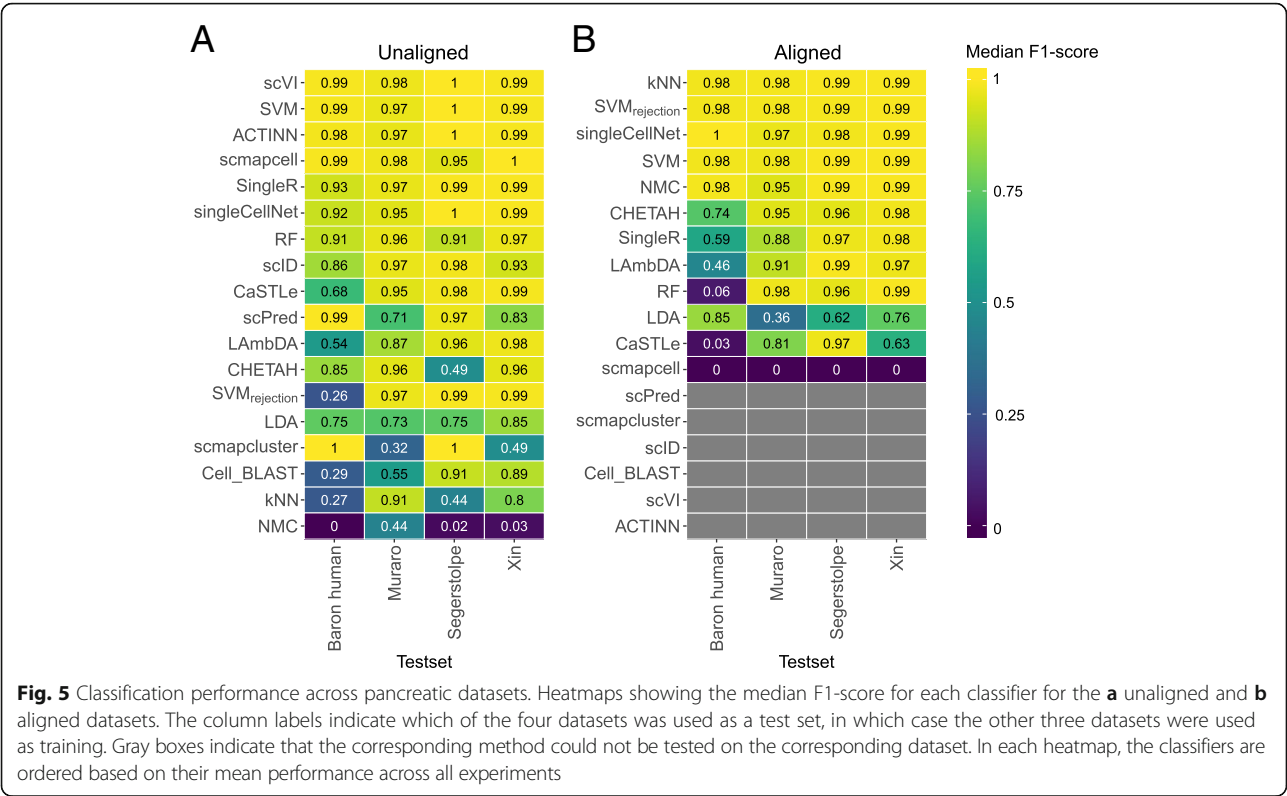 A
B
Unaligned
Aligned
Median F1-score
scVI 0.99 0.98 1 0.99
SVM 0.99 0.97 1 0.99
ACTINN 0.98 0.97 1 0.99
scmapcell 0.99 0.98 0.95 1
SingleR 0.93 0.97 0.99 0.99
singleCellNet 0.92 0.95 1 0.99
RF 0.91 0.96 0.91 0.97
scID 0.86 0.97 0.98 0.93
CaSTLe 0.68 0.95 0.98 0.99
scPred 0.99 0.71 0.97 0.83
LAmbDA 0.54 0.87 0.96 0.98
CHETAH 0.85 0.96 0.49 0.96
SVMrejection 0.26 0.97 0.99 0.99
LDA 0.75 0.73 0.75 0.85
scmapcluster 1 0.32 1 0.49
Cell_BLAST 0.29 0.55 0.91 0.89
kNN 0.27 0.91 0.44 0.8
NMC 0 0.44 0.02 0.03
Baron human
Muraro
Segerstolpe
Xin
Testset
kNN 0.98 0.98 0.99 0.99
SVMrejection 0.98 0.98 0.99 0.99
singleCellNet 1 0.97 0.98 0.99
SVM 0.98 0.98 0.99 0.99
NMC 0.98 0.95 0.99 0.99
CHETAH 0.74 0.95 0.96 0.98
SingleR 0.59 0.88 0.97 0.98
LAmbDA 0.46 0.91 0.99 0.97
RF 0.06 0.98 0.96 0.99
LDA 0.85 0.36 0.62 0.76
CaSTLe 0.03 0.81 0.97 0.63
scmapcell 0 0 0 0
scPred
scmapcluster
scID
Cell_BLAST
scVI
ACTINN
Baron human
Muraro
Segerstolpe
Xin
Testset
1
0.75
0.5
0.25
0
Fig. 5 Classification performance across pancreatic datasets. Heatmaps showing the median F1-score for each classifier for the a unaligned and b
aligned datasets. The column labels indicate which of the four datasets was used as a test set, in which case the other three datasets were used
as training. Gray boxes indicate that the corresponding method could not be tested on the corresponding dataset. In each heatmap, the classifiers are
ordered based on their mean performance across all experiments